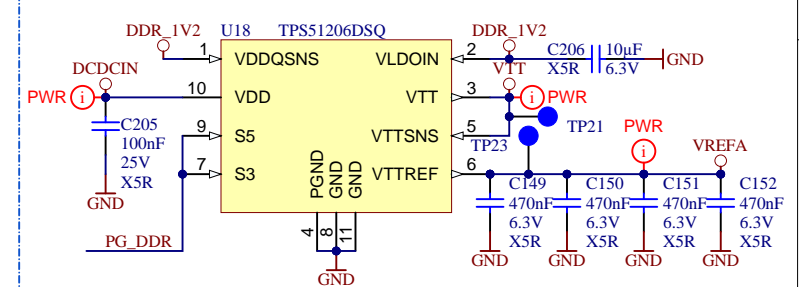 DDR_1V2
U18
TPS51206DSQ
DDR_1V2
1
VDDQSNS
VLDOIN
2
C206
X5R
10µF
6.3V
GND
DCDCIN
VTT
PWR
i
10
VDD
VTT
3
i
PWR
C205
100nF
25V
X5R
GND
9
S5
VTTSNS
5
TP21
TP23
PWR
i
VREFA
7
S3
VTTREF
6
PGND
GND
GND
C149
470nF
6.3V
X5R
GND
C150
470nF
6.3V
X5R
GND
C151
470nF
6.3V
X5R
GND
C152
470nF
6.3V
X5R
GND
PG_DDR
4
8
11
GND